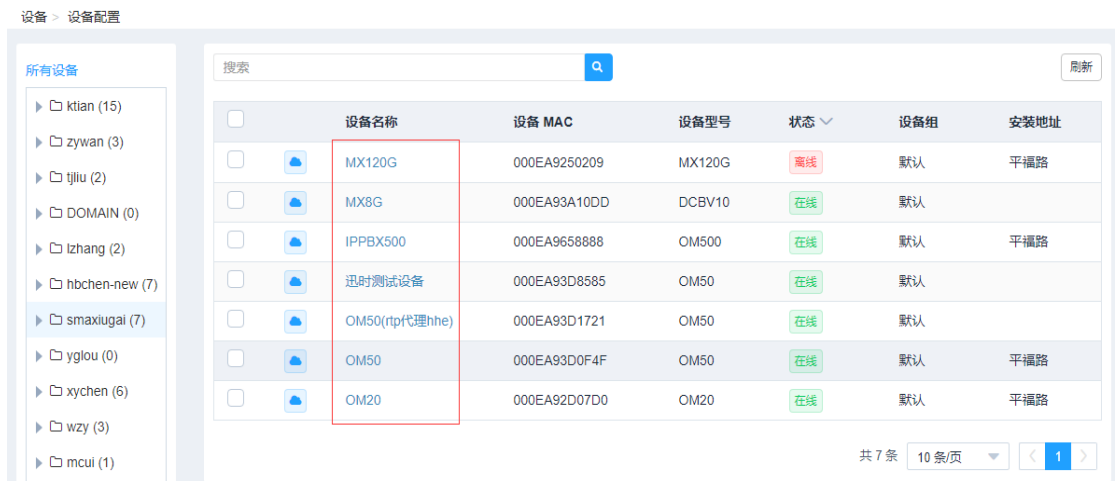 设备 > 设备配置
所有设备
ktian (15)
zywan (3)
tjliu (2)
DOMAIN (0)
lzhang (2)
hbchen-new (7)
smaxiugai (7)
yglou (0)
xychen (6)
wzy (3)
mcui (1)
搜索 刷新
设备名称 设备 MAC 设备型号 状态 设备组 安装地址
MX120G 000EA9250209 MX120G 离线 默认 平福路
MX8G 000EA93A10DD DCBV10 在线 默认
IPPBX500 000EA9658888 OM500 在线 默认 平福路
迅时测试设备 000EA93D8585 OM50 在线 默认
OM50(rtp代理hhe) 000EA93D1721 OM50 在线 默认
OM50 000EA93D0F4F OM50 在线 默认 平福路
OM20 000EA92D07D0 OM20 在线 默认 平福路
共 7 条 10 条/页 1